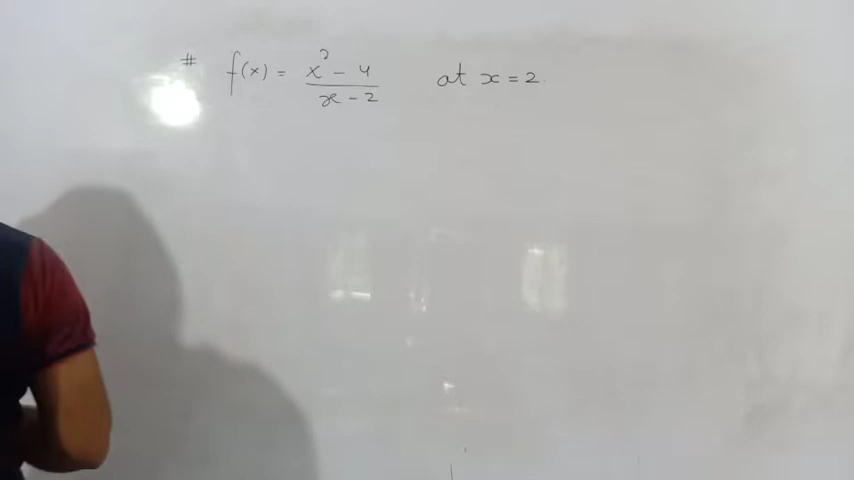 # f(x) = (x² - 4)/(x - 2) at x = 2.